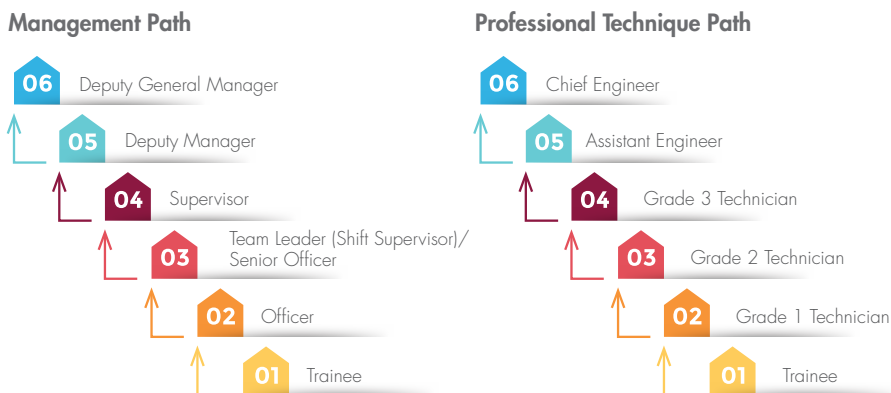 Management Path
06 Deputy General Manager
05 Deputy Manager
04 Supervisor
03 Team Leader (Shift Supervisor)/
Senior Officer
02 Officer
01 Trainee
Professional Technique Path
06 Chief Engineer
05 Assistant Engineer
04 Grade 3 Technician
03 Grade 2 Technician
02 Grade 1 Technician
01 Trainee